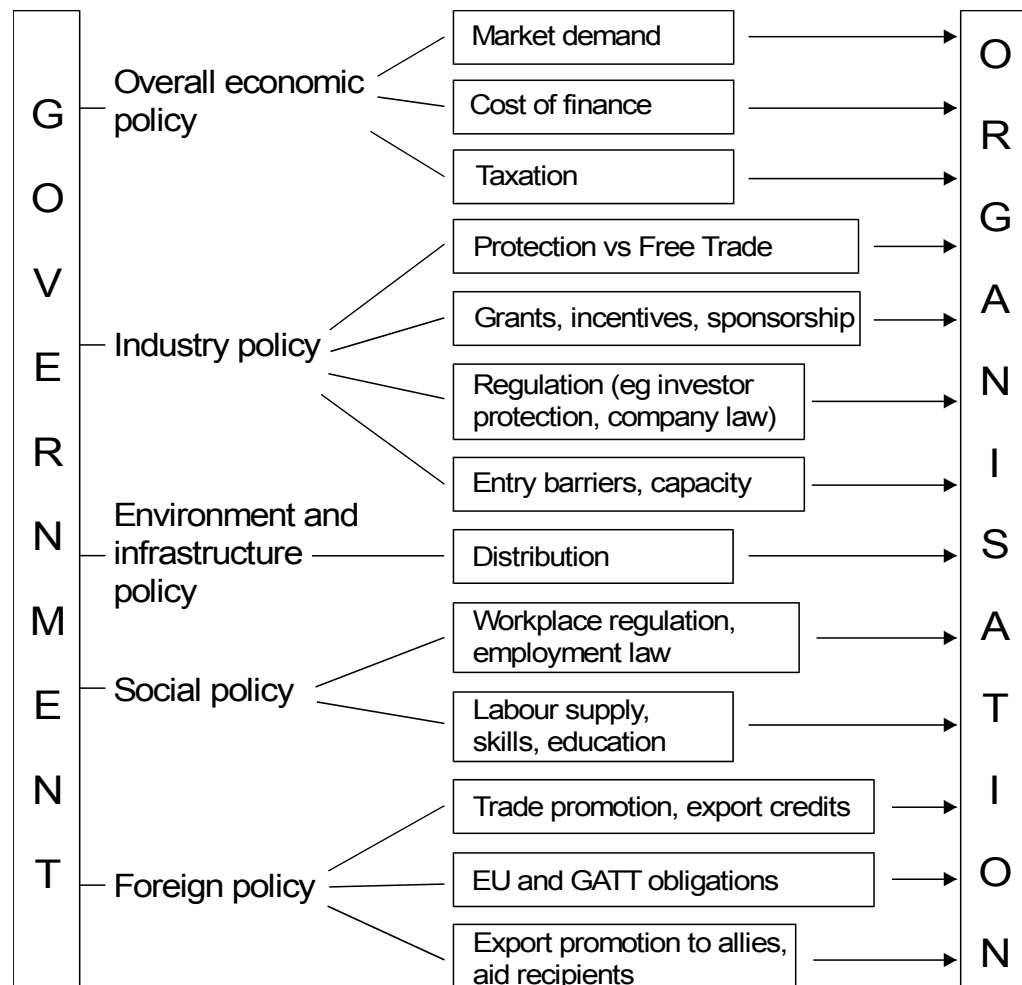 GOVERNMENT
Overall economic
policy
Market demand
Cost of finance
Taxation
Industry policy
Protection vs Free Trade
Grants, incentives, sponsorship
Regulation (eg investor
protection, company law)
Entry barriers, capacity
Environment and
infrastructure
policy
Distribution
Social policy
Workplace regulation,
employment law
Labour supply,
skills, education
Foreign policy
Trade promotion, export credits
EU and GATT obligations
Export promotion to allies,
aid recipients
ORGANISATION